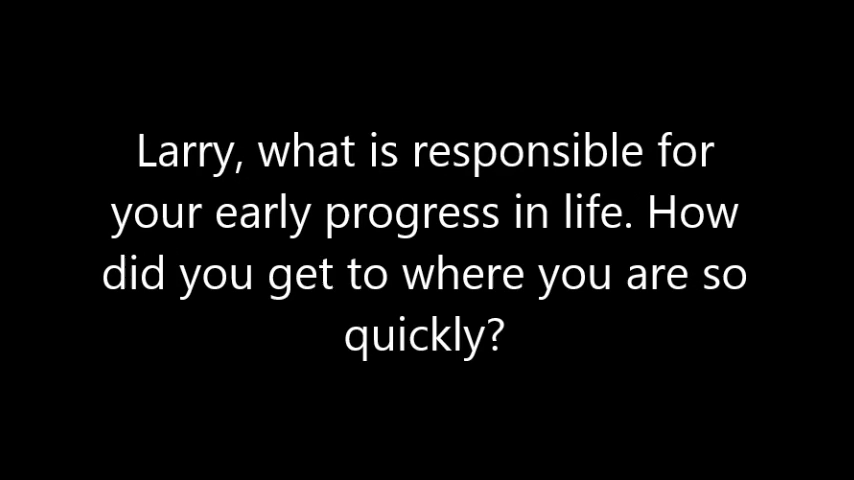 Larry, what is responsible for
your early progress in life. How
did you get to where you are so
quickly?